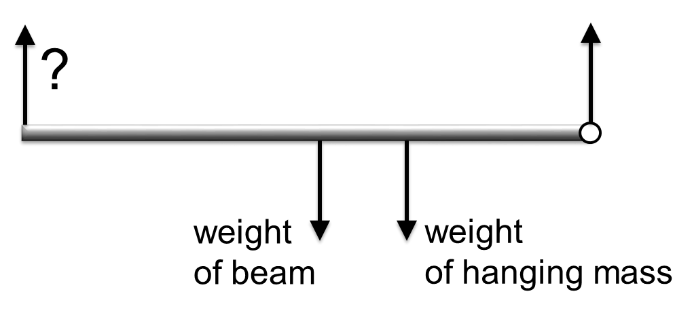 ?
weight
of beam
weight
of hanging mass